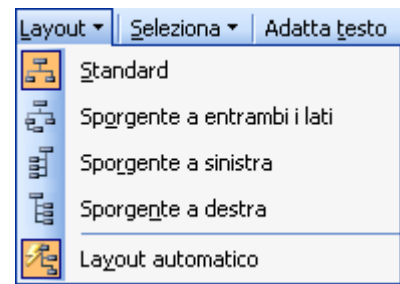 Layout Seleziona Adatta testo
Standard
Sporgente a entrambi i lati
Sporgente a sinistra
Sporgente a destra
Layout automatico